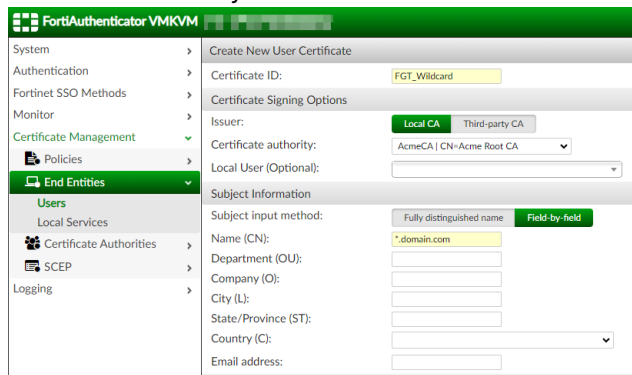 FortiAuthenticator VMKVM
System
Authentication
Fortinet SSO Methods
Monitor
Certificate Management
Policies
End Entities
Users
Local Services
Certificate Authorities
SCEP
Logging
Create New User Certificate
Certificate ID: FGT_Wildcard
Certificate Signing Options
Issuer: Local CA Third-party CA
Certificate authority: AcmeCA | CN=Acme Root CA
Local User (Optional):
Subject Information
Subject input method: Fully distinguished name Field-by-field
Name (CN): *.domain.com
Department (OU):
Company (O):
City (L):
State/Province (ST):
Country (C):
Email address: